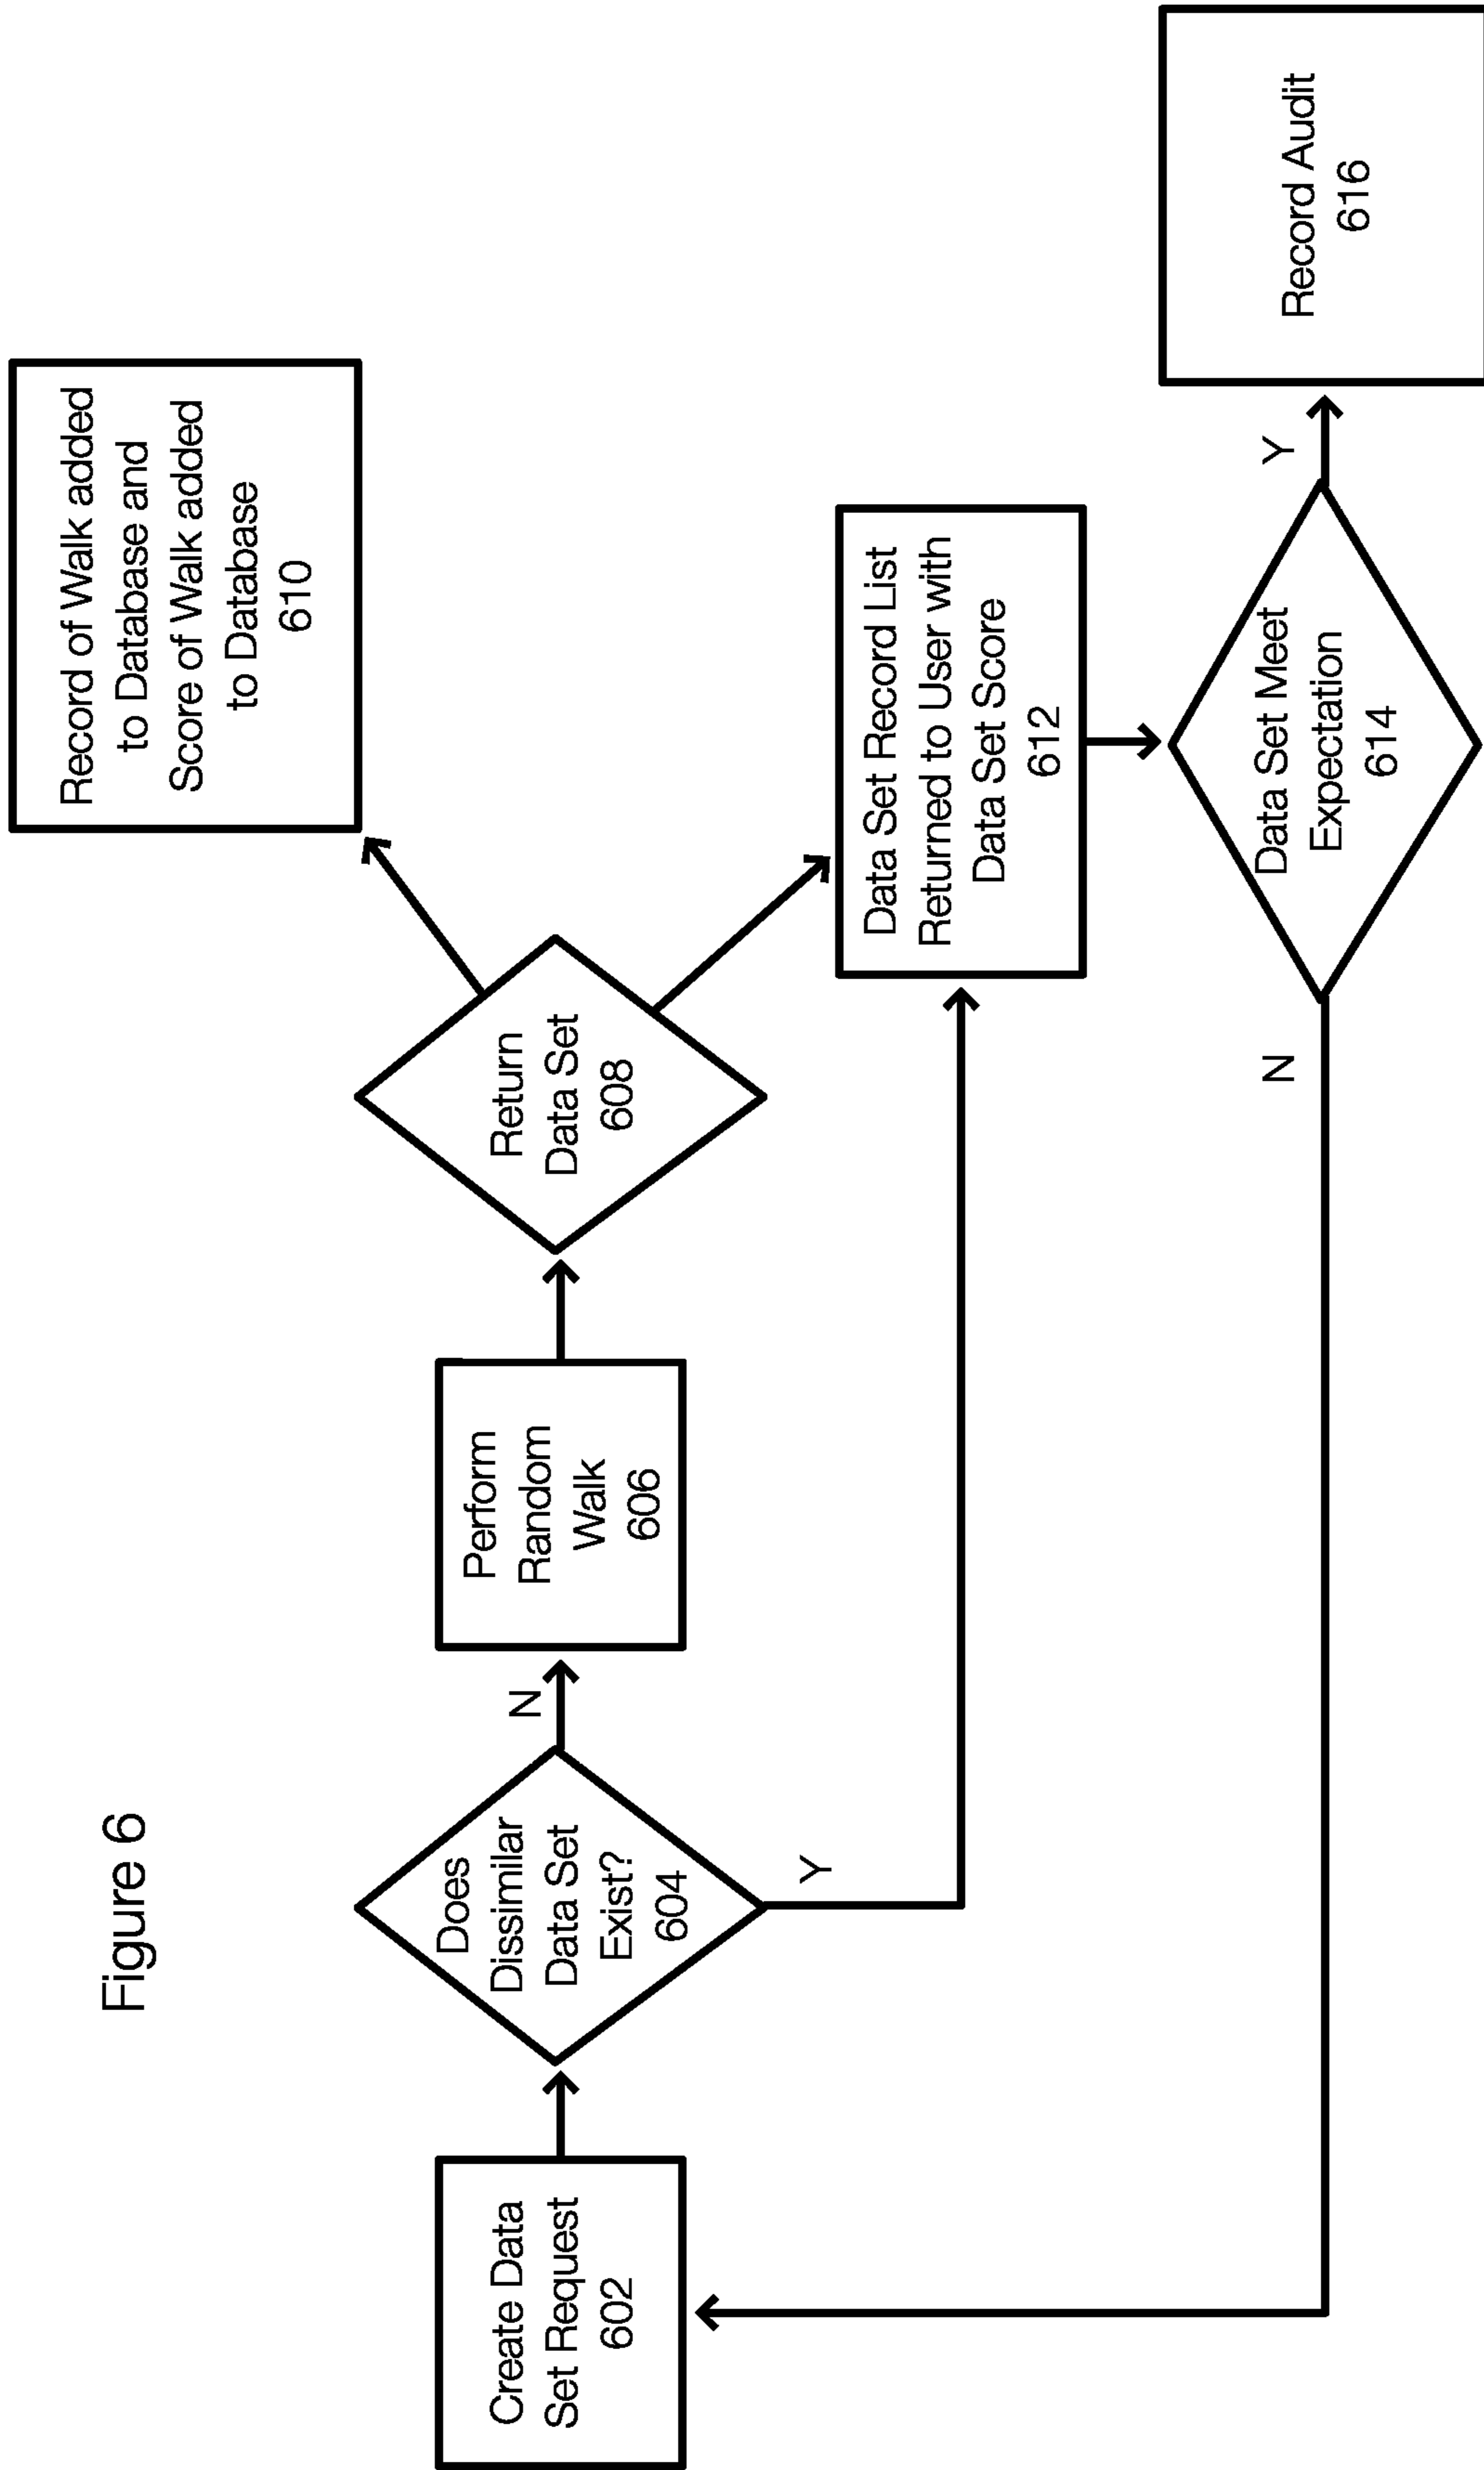 Figure 6
Create Data
Set Request
602
Does
Dissimilar
Data Set
Exist?
604
N
Y
Perform
Random
Walk
606
Return
Data Set
608
Record of Walk added
to Database and
Score of Walk added
to Database
610
Data Set Record List
Returned to User with
Data Set Score
612
Data Set Meet
Expectation
614
N
Y
Record Audit
616